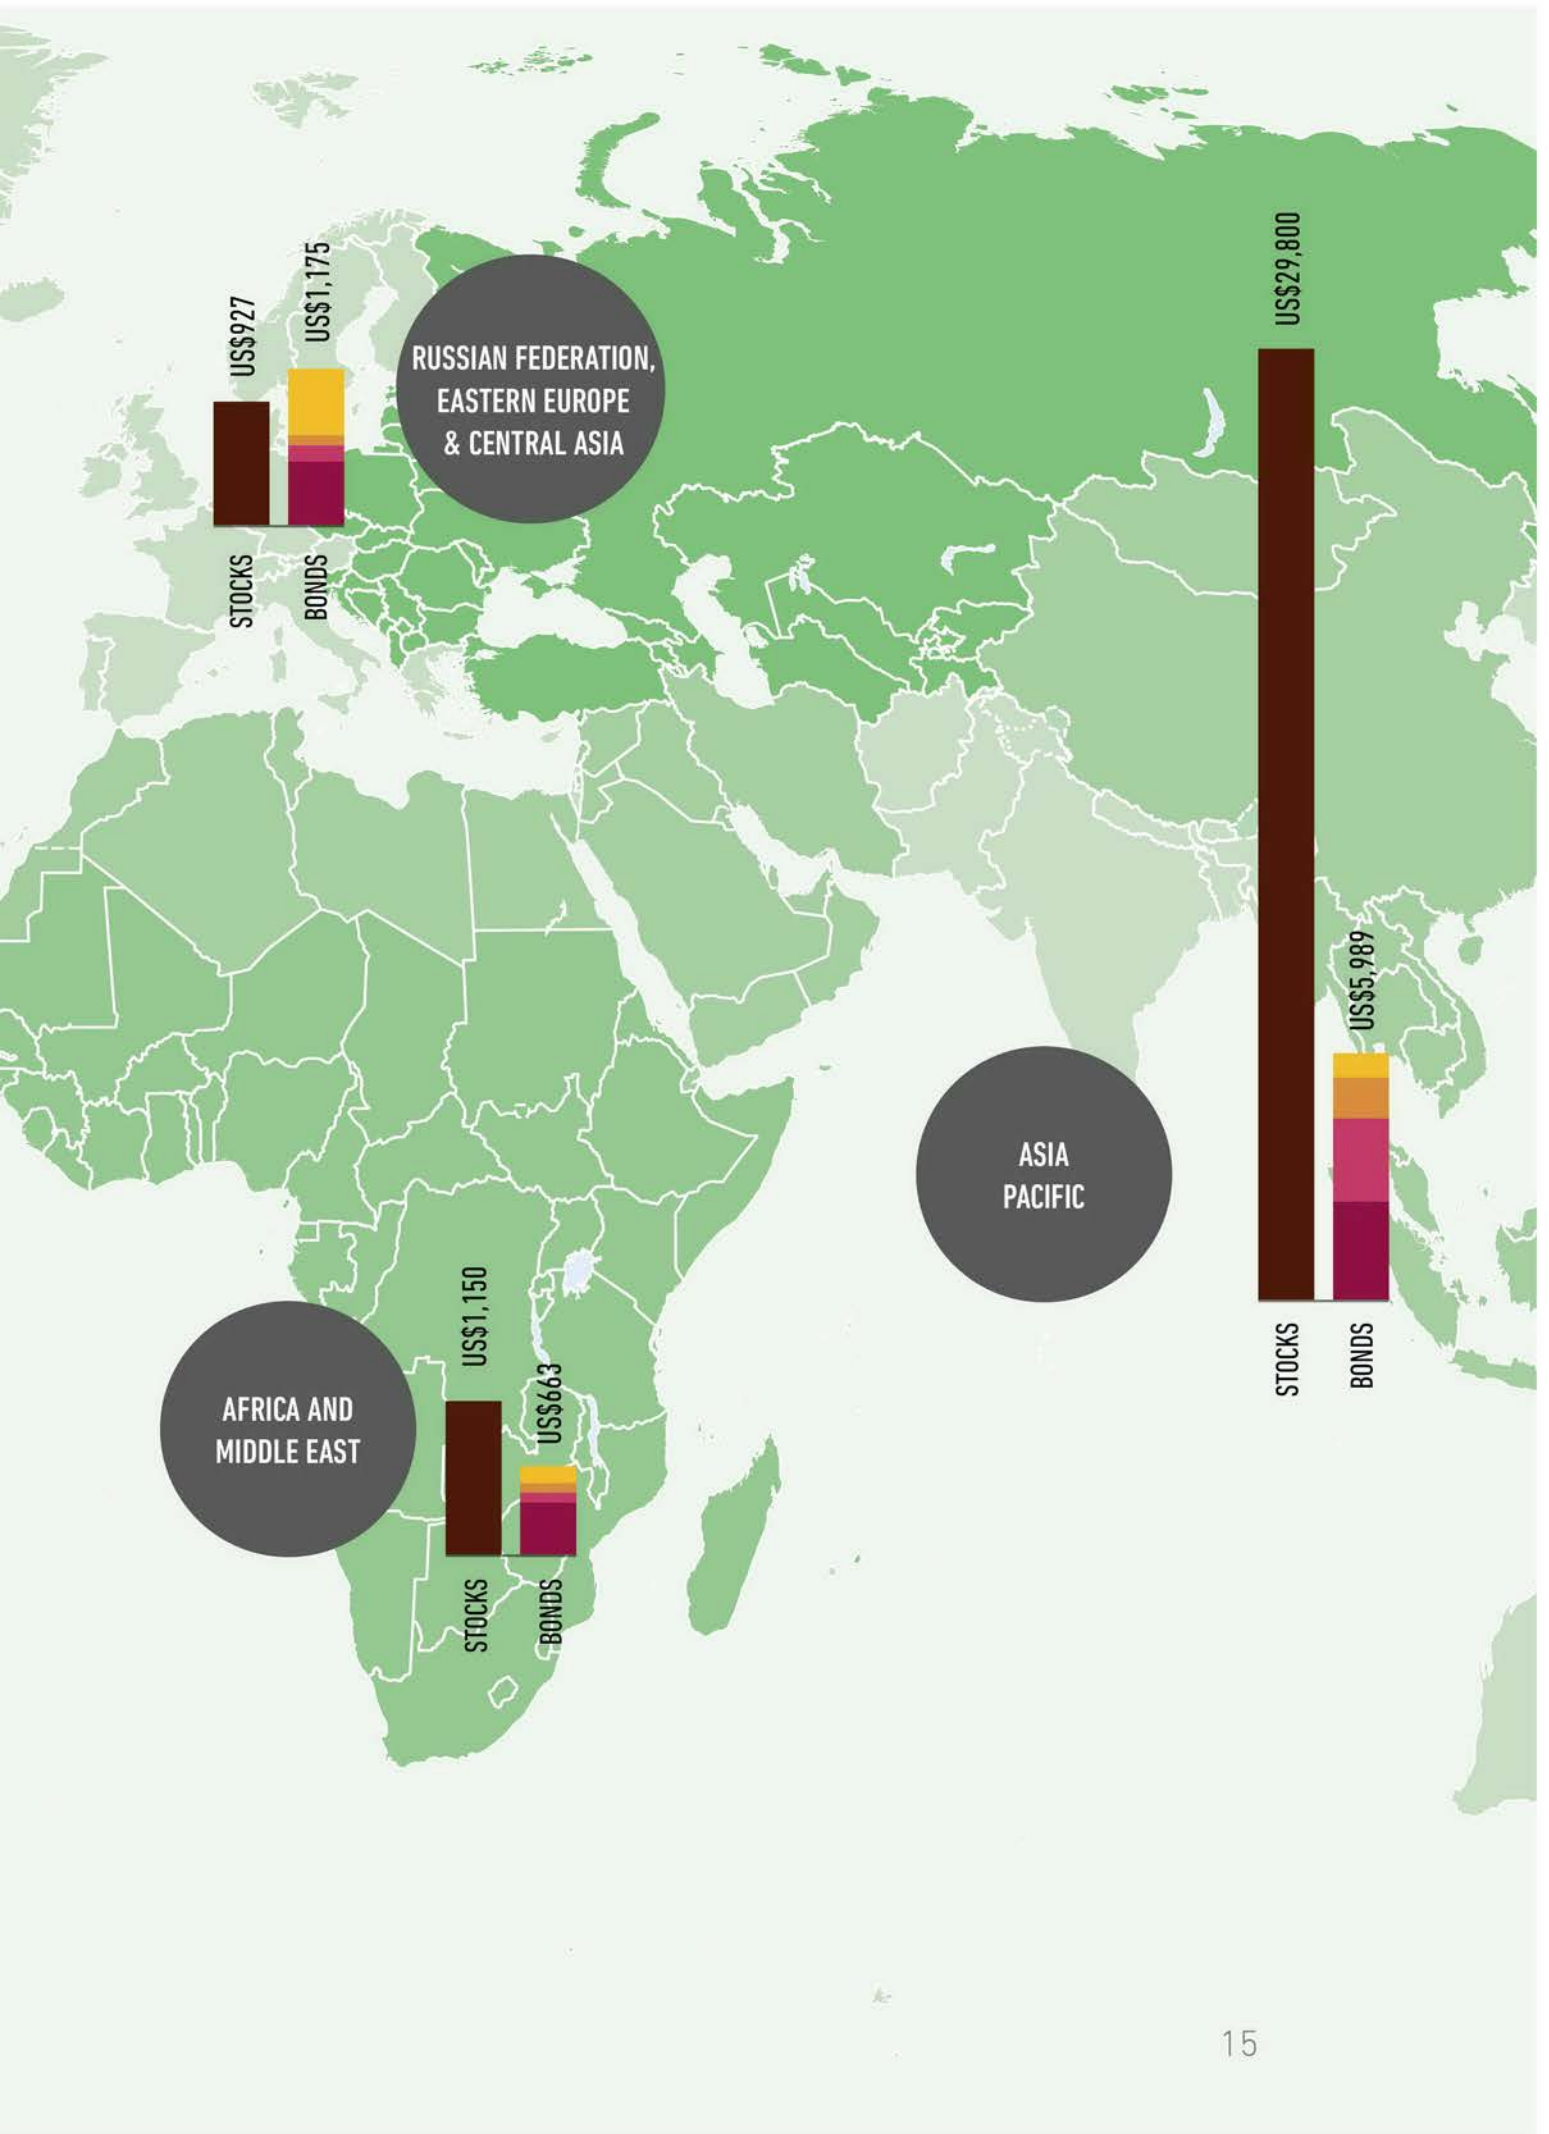 US$927
US$1,175
RUSSIAN FEDERATION,
EASTERN EUROPE
& CENTRAL ASIA
STOCKS
BONDS
US$29,800
US$5,989
ASIA
PACIFIC
STOCKS
BONDS
US$1,150
US$663
AFRICA AND
MIDDLE EAST
STOCKS
BONDS
15